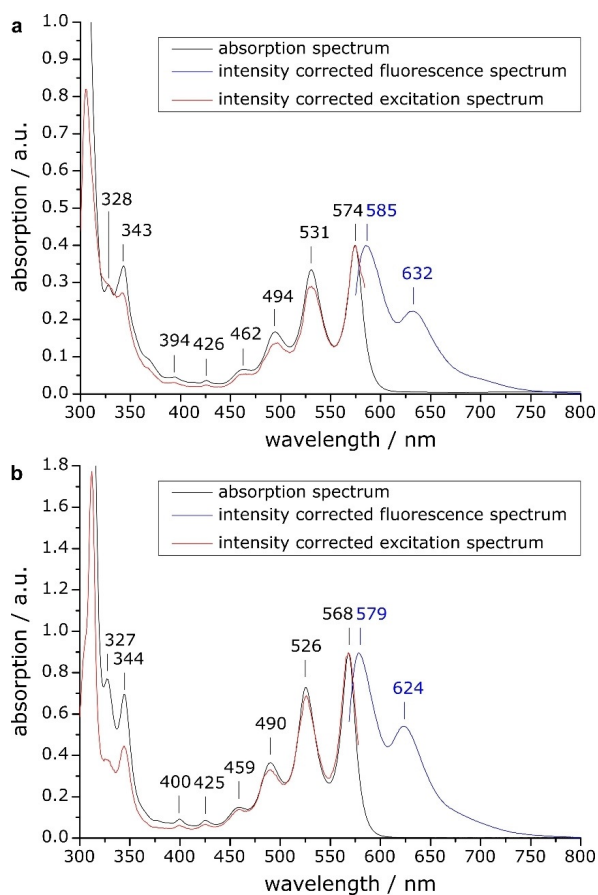 a
absorption spectrum
intensity corrected fluorescence spectrum
intensity corrected excitation spectrum
absorption / a.u.
1.0
0.9
0.8
0.7
0.6
0.5
0.4
0.3
0.2
0.1
0.0
328
343
394
426
462
494
531
574
585
632
300 350 400 450 500 550 600 650 700 750 800
wavelength / nm
b
absorption spectrum
intensity corrected fluorescence spectrum
intensity corrected excitation spectrum
absorption / a.u.
1.8
1.6
1.4
1.2
1.0
0.8
0.6
0.4
0.2
0.0
327
344
400
425
459
490
526
568
579
624
300 350 400 450 500 550 600 650 700 750 800
wavelength / nm